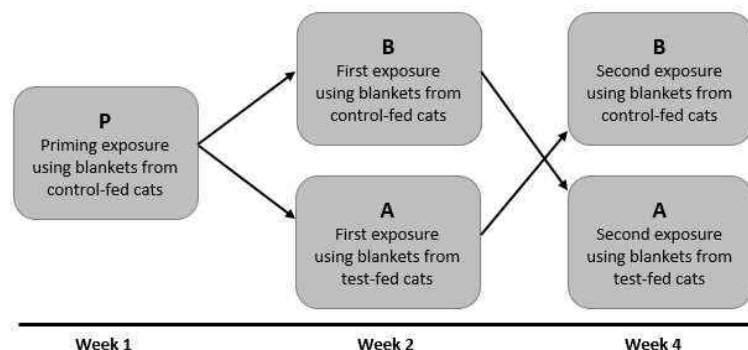 P
Priming exposure
using blankets from
control-fed cats
B
First exposure
using blankets from
control-fed cats
A
First exposure
using blankets from
test-fed cats
B
Second exposure
using blankets from
control-fed cats
A
Second exposure
using blankets from
test-fed cats
Week 1
Week 2
Week 4